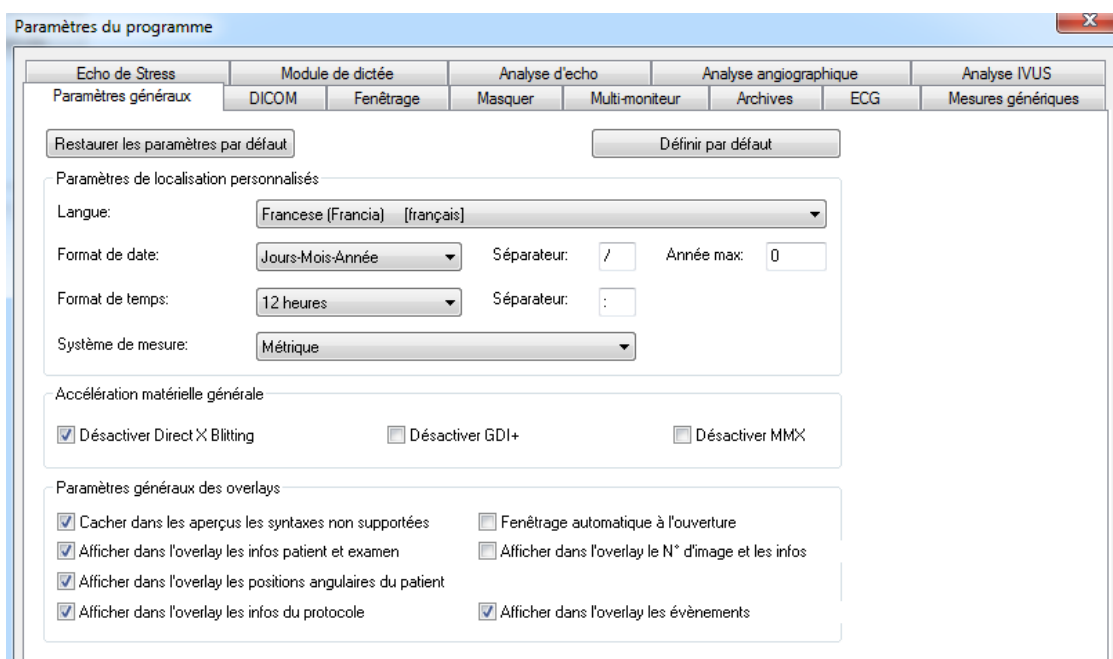 Paramètres du programme
Echo de Stress Module de dictée Analyse d'echo Analyse angiographique Analyse IVUS
Paramètres généraux DICOM Fenêtrage Masquer Multi-moniteur Archives ECG Mesures génériques
Restaurer les paramètres par défaut Définir par défaut
Paramètres de localisation personnalisés
Langue: Francese (Francia) [français]
Format de date: Jours-Mois-Année Séparateur: / Année max: 0
Format de temps: 12 heures Séparateur: :
Système de mesure: Métrique
Accélération matérielle générale
Désactiver Direct X Blitting Désactiver GDI+ Désactiver MMX
Paramètres généraux des overlays
Cacher dans les aperçus les syntaxes non supportées Fenêtrage automatique à l'ouverture
Afficher dans l'overlay les infos patient et examen Afficher dans l'overlay le N° d'image et les infos
Afficher dans l'overlay les positions angulaires du patient
Afficher dans l'overlay les infos du protocole Afficher dans l'overlay les évènements